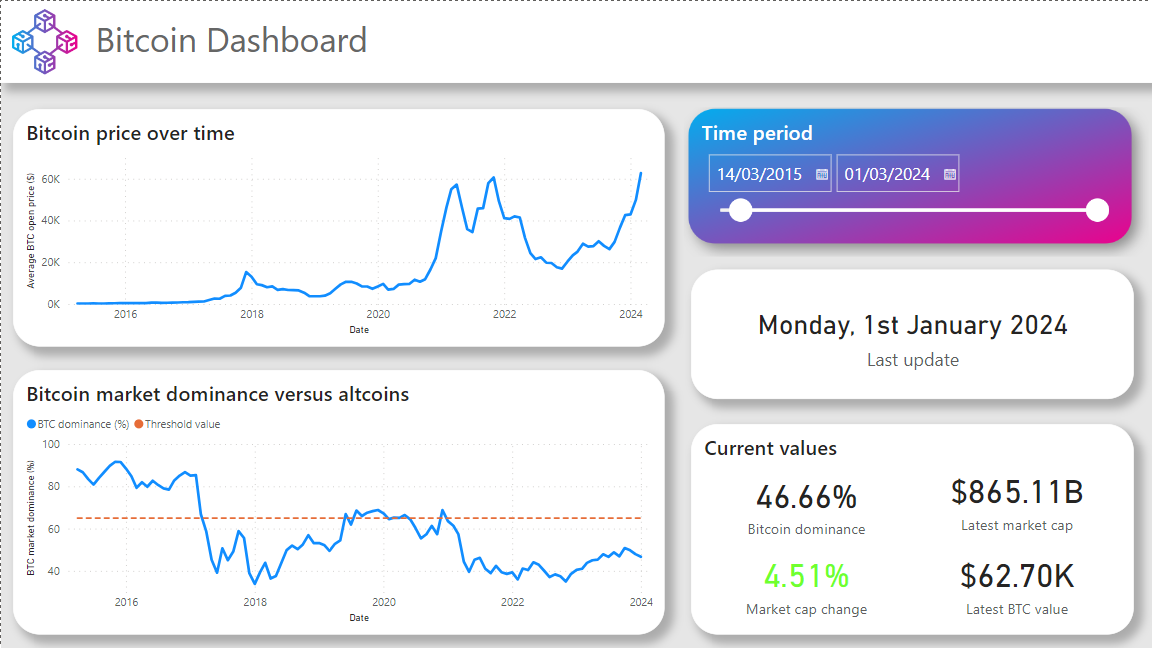 Bitcoin Dashboard
Bitcoin price over time
Average BTC open price ($)
60K
40K
20K
0K
2016 2018 2020 2022 2024
Date
Bitcoin market dominance versus altcoins
BTC dominance (%) Threshold value
BTC market dominance (%)
100
80
60
40
2016 2018 2020 2022 2024
Date
Time period
14/03/2015 01/03/2024
Monday, 1st January 2024
Last update
Current values
46.66% $865.11B
Bitcoin dominance Latest market cap
4.51% $62.70K
Market cap change Latest BTC value